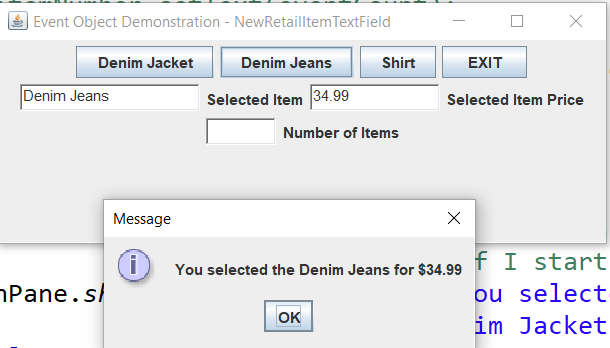 Event Object Demonstration - NewRetailItemTextField
Denim Jacket Denim Jeans Shirt EXIT
Denim Jeans Selected Item 34.99 Selected Item Price
Number of Items
Message
You selected the Denim Jeans for $34.99
OK
f I start
nPane.sh ou select
im Jacket